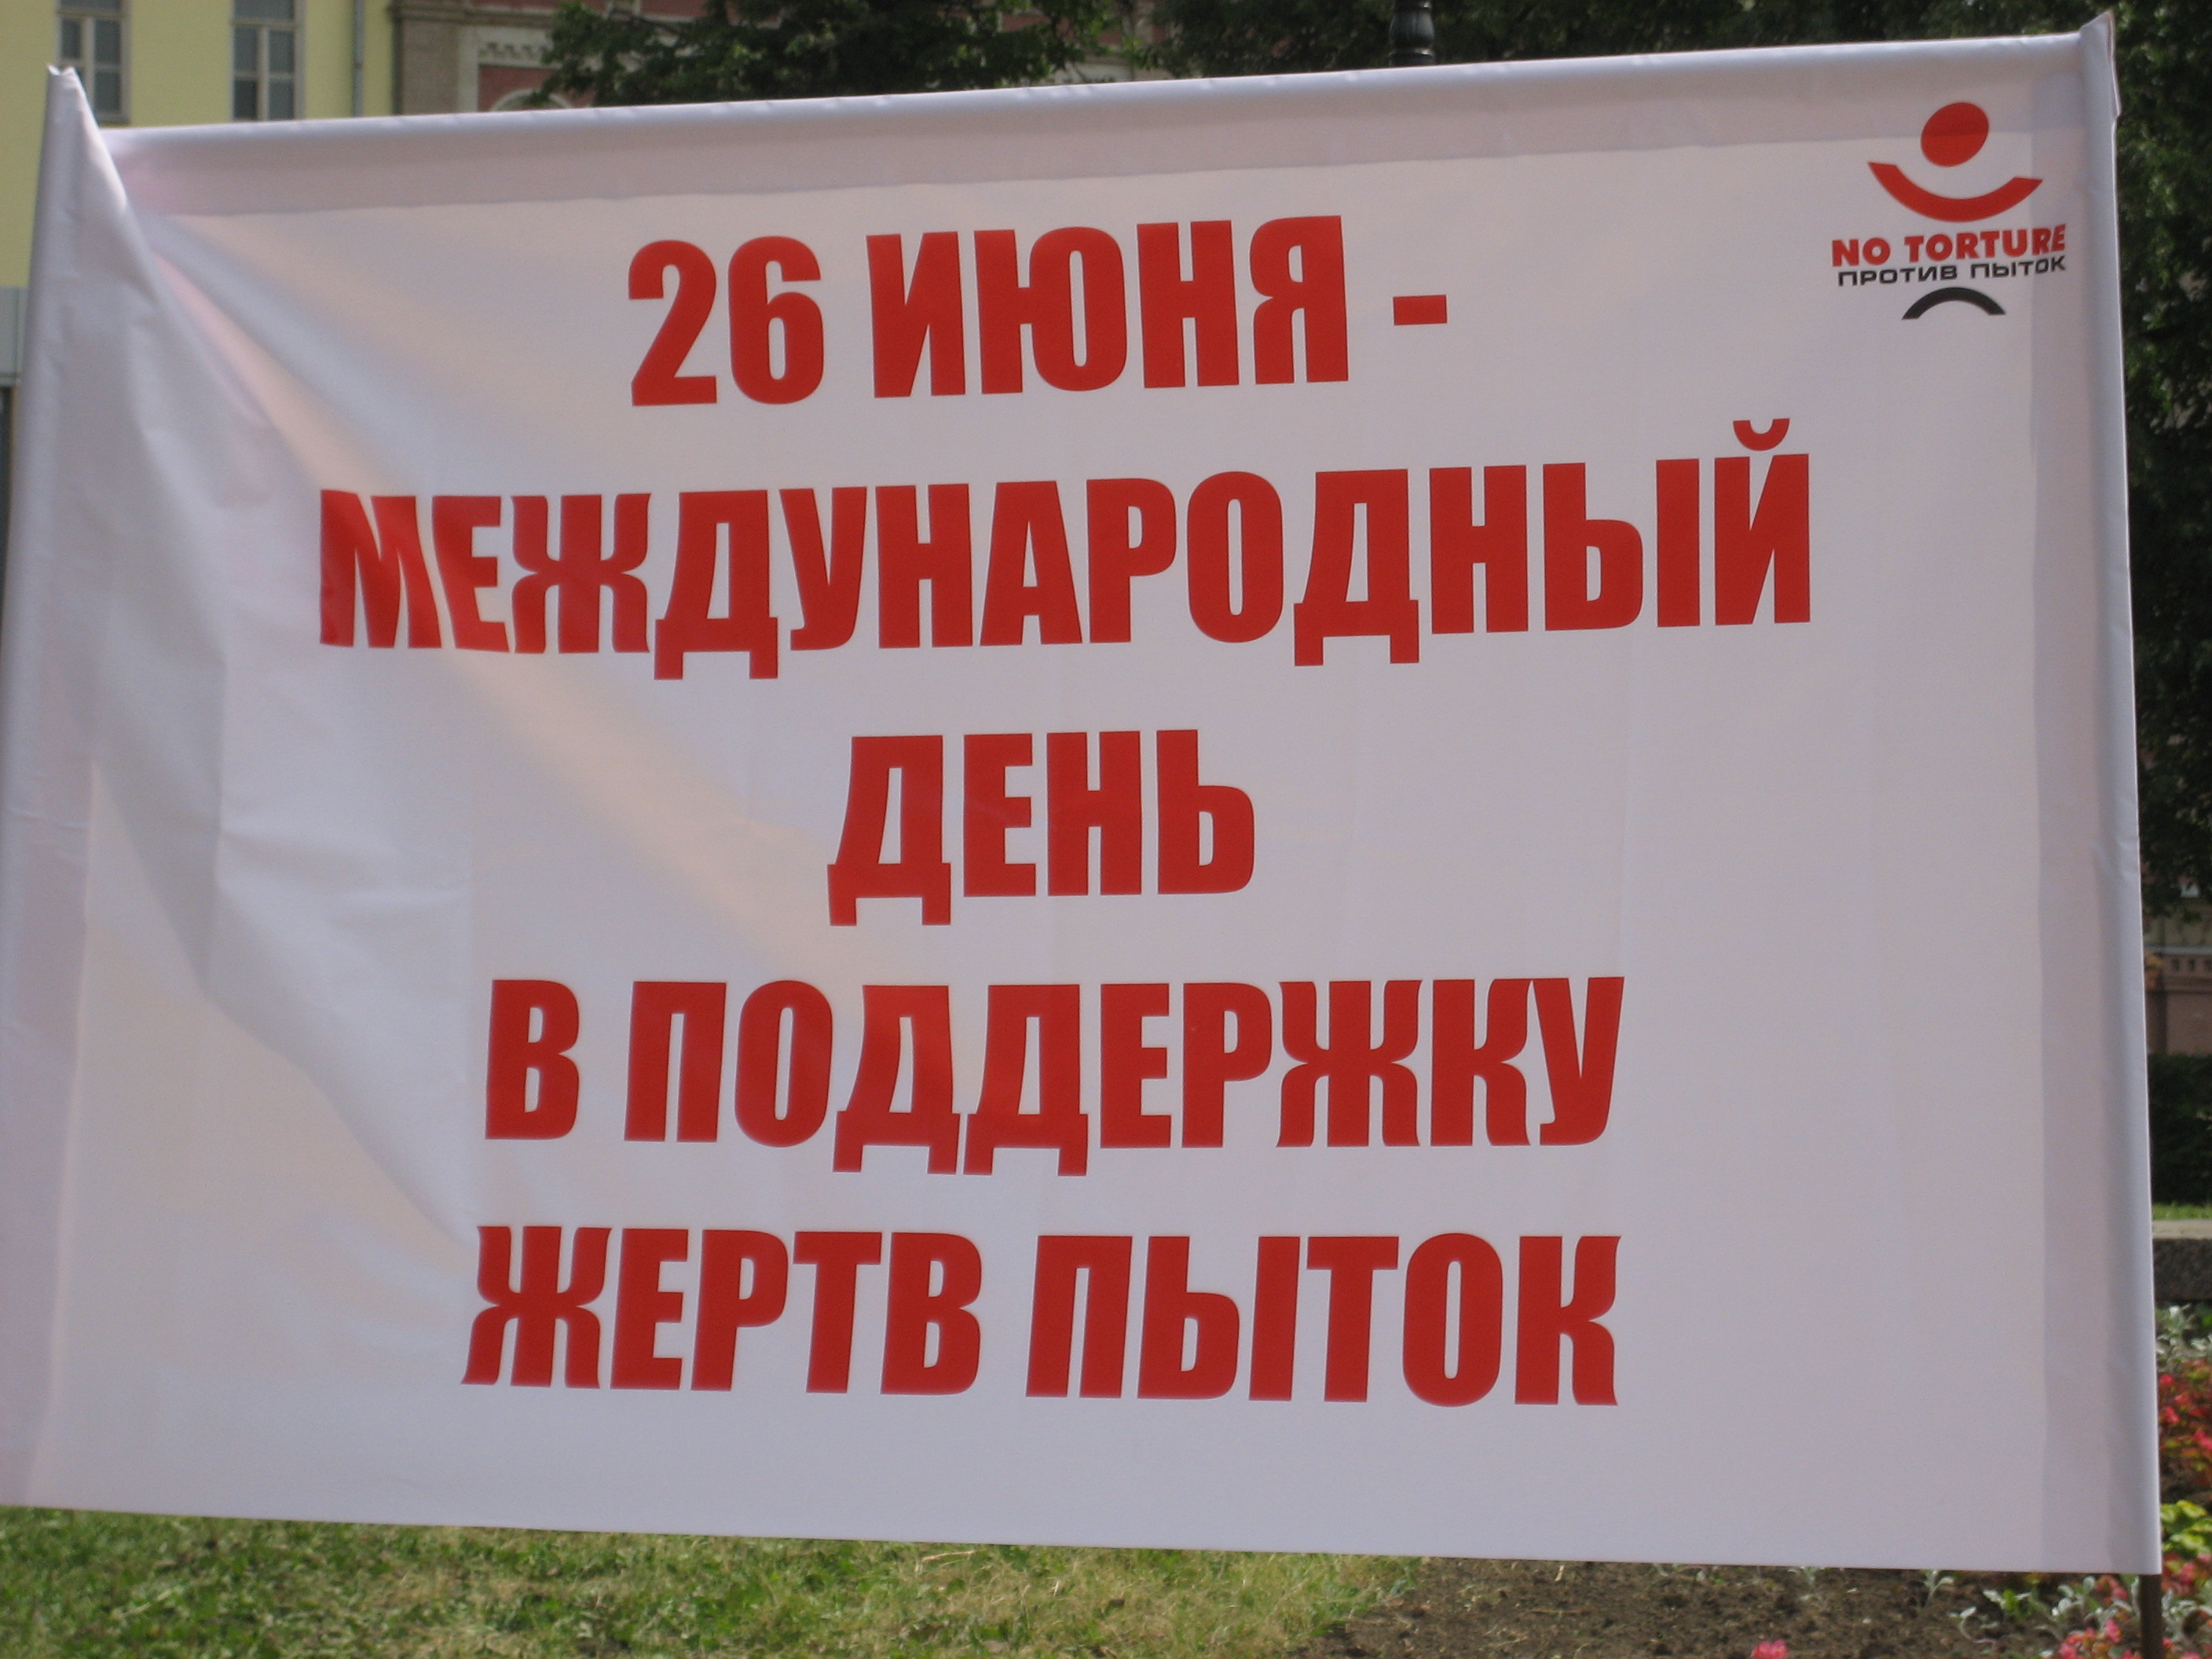 NO TORTURE
ПРОТИВ ПЫТОК
26 ИЮНЯ -
МЕЖДУНАРОДНЫЙ
ДЕНЬ
В ПОДДЕРЖКУ
ЖЕРТВ ПЫТОК